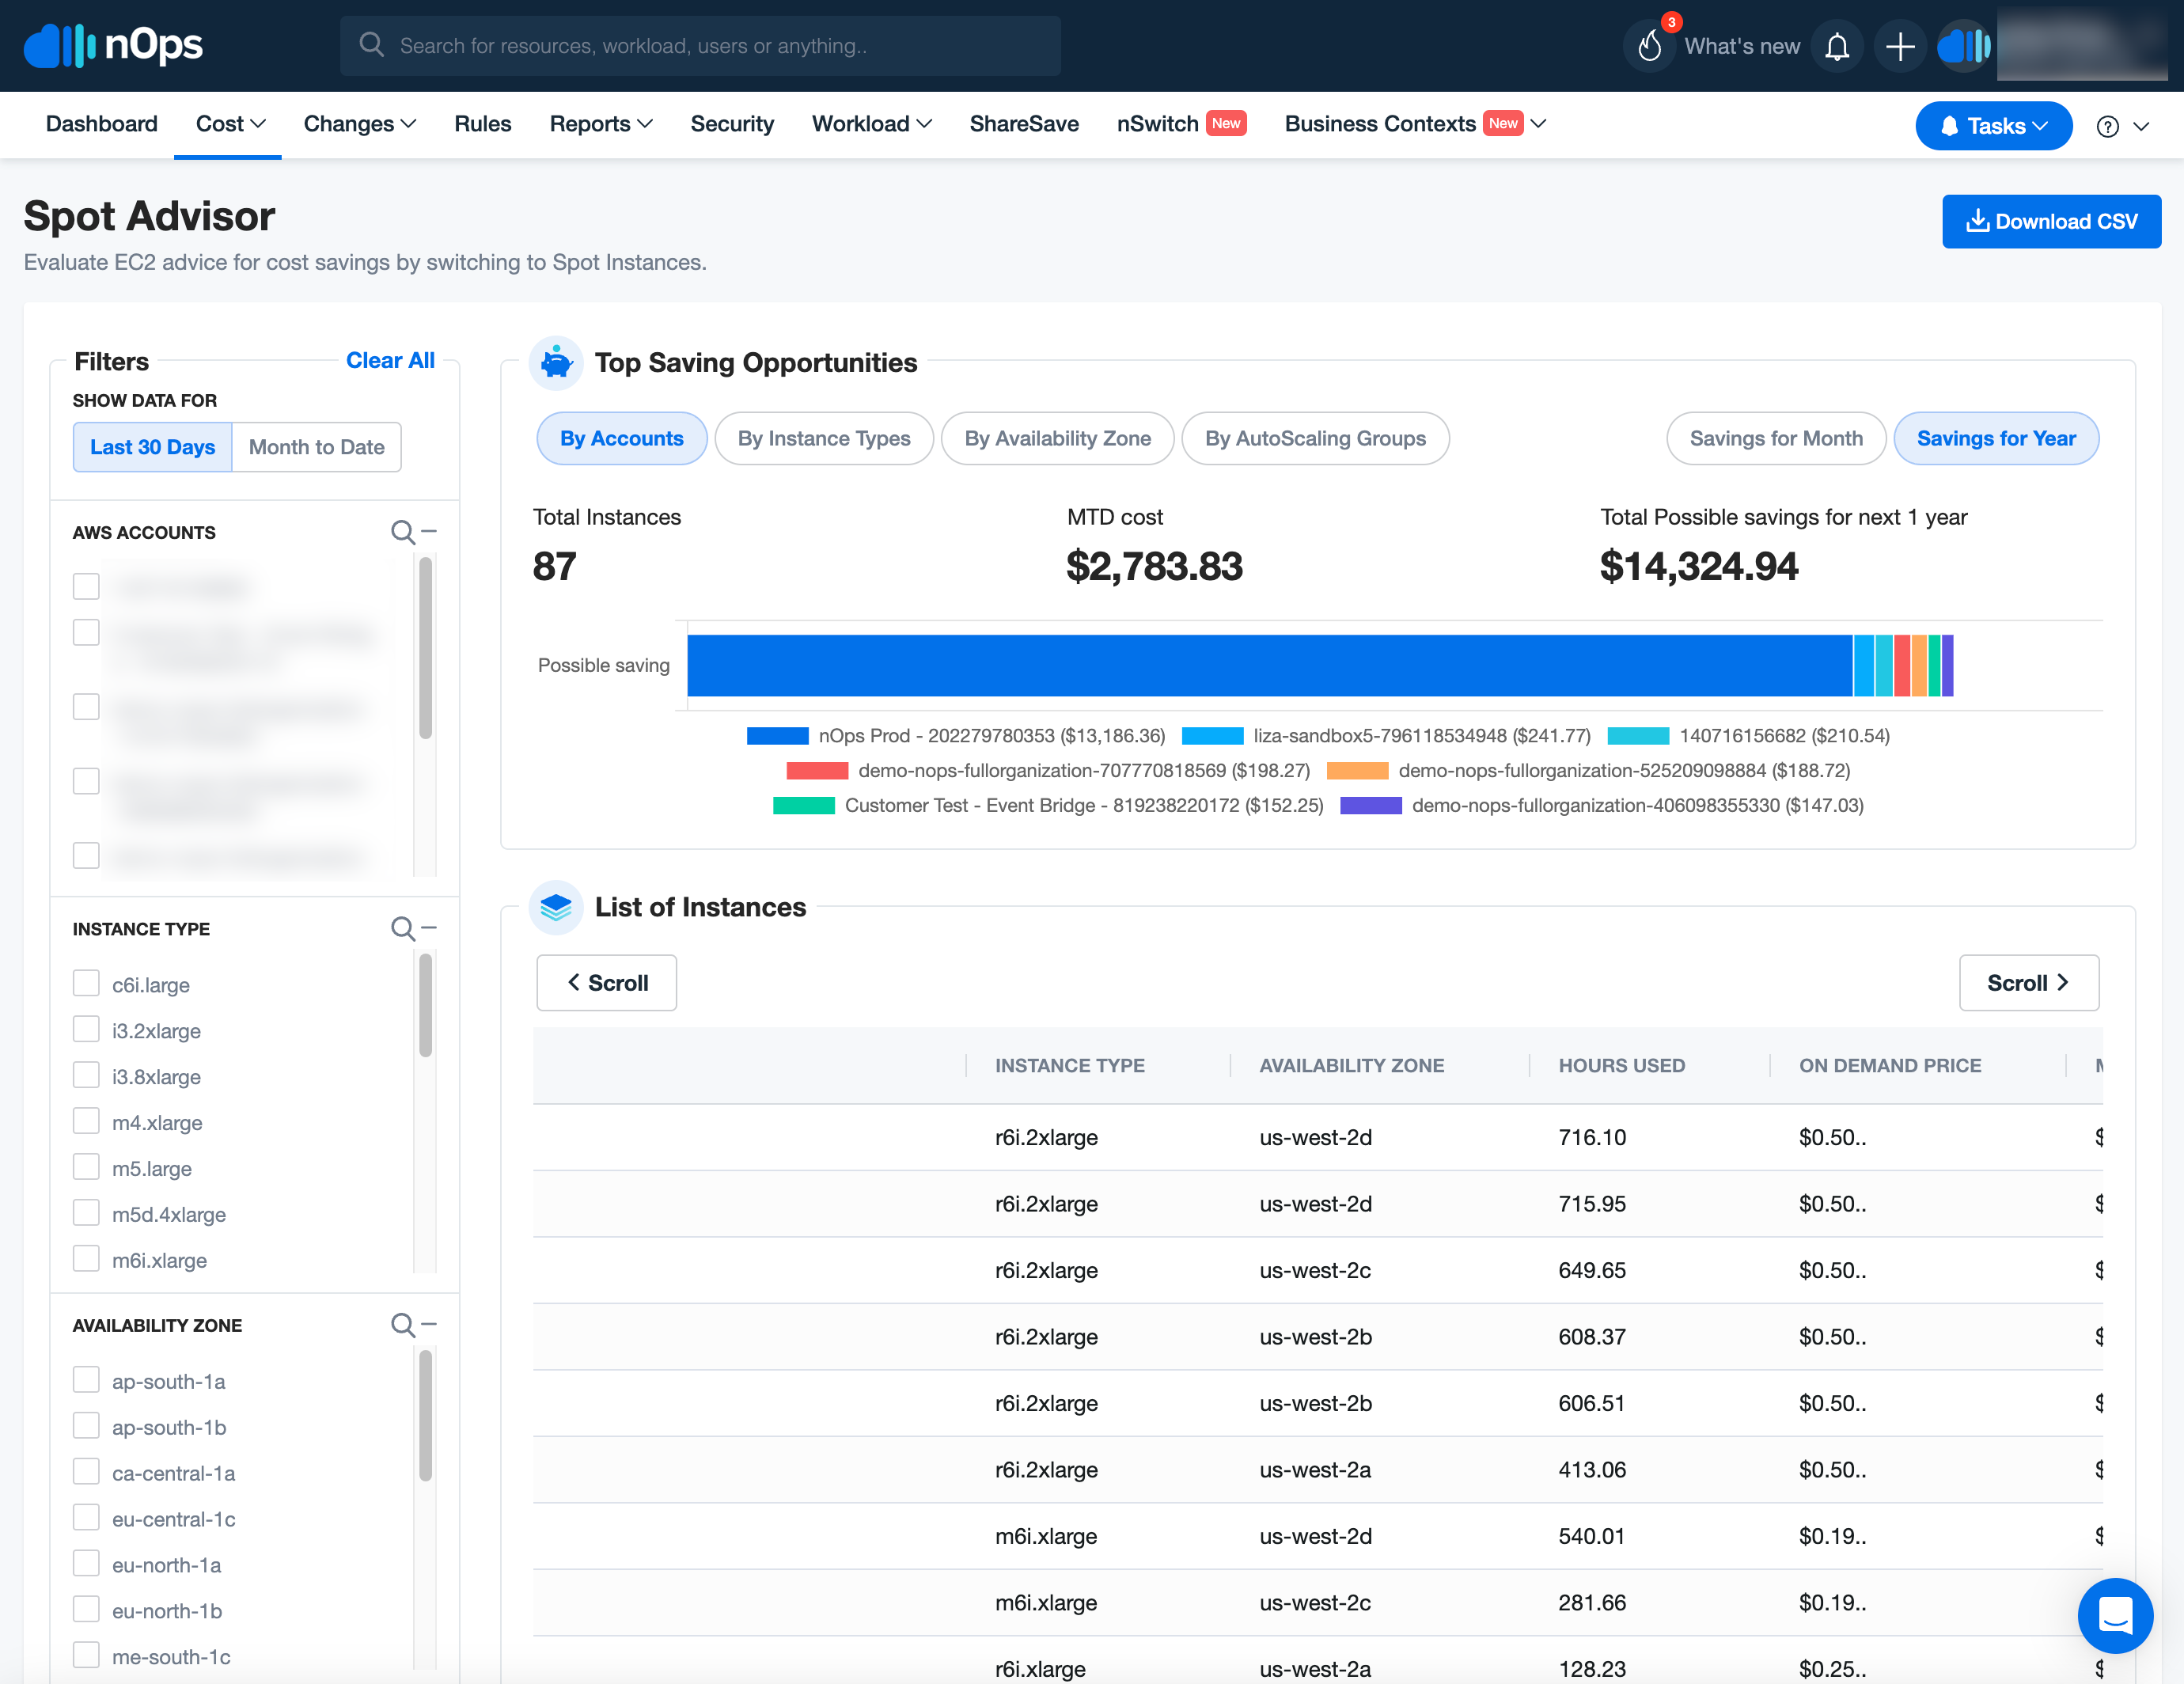 nOps
Search for resources, workload, users or anything..
3
What's new
Dashboard Cost Changes Rules Reports Security Workload ShareSave nSwitch New Business Contexts New Tasks ?
Spot Advisor
Download CSV
Evaluate EC2 advice for cost savings by switching to Spot Instances.
Filters Clear All
SHOW DATA FOR
Last 30 Days Month to Date
AWS ACCOUNTS
INSTANCE TYPE
c6i.large
i3.2xlarge
i3.8xlarge
m4.xlarge
m5.large
m5d.4xlarge
m6i.xlarge
AVAILABILITY ZONE
ap-south-1a
ap-south-1b
ca-central-1a
eu-central-1c
eu-north-1a
eu-north-1b
me-south-1c
Top Saving Opportunities
By Accounts By Instance Types By Availability Zone By AutoScaling Groups Savings for Month Savings for Year
Total Instances MTD cost Total Possible savings for next 1 year
87 $2,783.83 $14,324.94
Possible saving
nOps Prod - 202279780353 ($13,186.36) liza-sandbox5-796118534948 ($241.77) 140716156682 ($210.54)
demo-nops-fullorganization-707770818569 ($198.27) demo-nops-fullorganization-525209098884 ($188.72)
Customer Test - Event Bridge - 819238220172 ($152.25) demo-nops-fullorganization-406098355330 ($147.03)
List of Instances
Scroll Scroll
INSTANCE TYPE AVAILABILITY ZONE HOURS USED ON DEMAND PRICE
r6i.2xlarge us-west-2d 716.10 $0.50.. $
r6i.2xlarge us-west-2d 715.95 $0.50.. $
r6i.2xlarge us-west-2c 649.65 $0.50.. $
r6i.2xlarge us-west-2b 608.37 $0.50.. $
r6i.2xlarge us-west-2b 606.51 $0.50.. $
r6i.2xlarge us-west-2a 413.06 $0.50.. $
m6i.xlarge us-west-2d 540.01 $0.19.. $
m6i.xlarge us-west-2c 281.66 $0.19.. $
r6i.xlarge us-west-2a 128.23 $0.25.. $